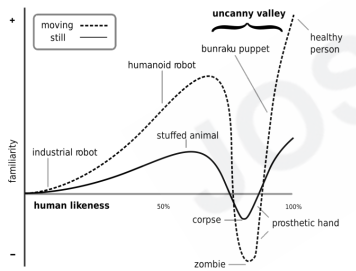 +
moving
still
uncanny valley
bunraku puppet
healthy
person
humanoid robot
stuffed animal
industrial robot
familiarity
human likeness
50%
100%
corpse
prosthetic hand
zombie
−
JOS